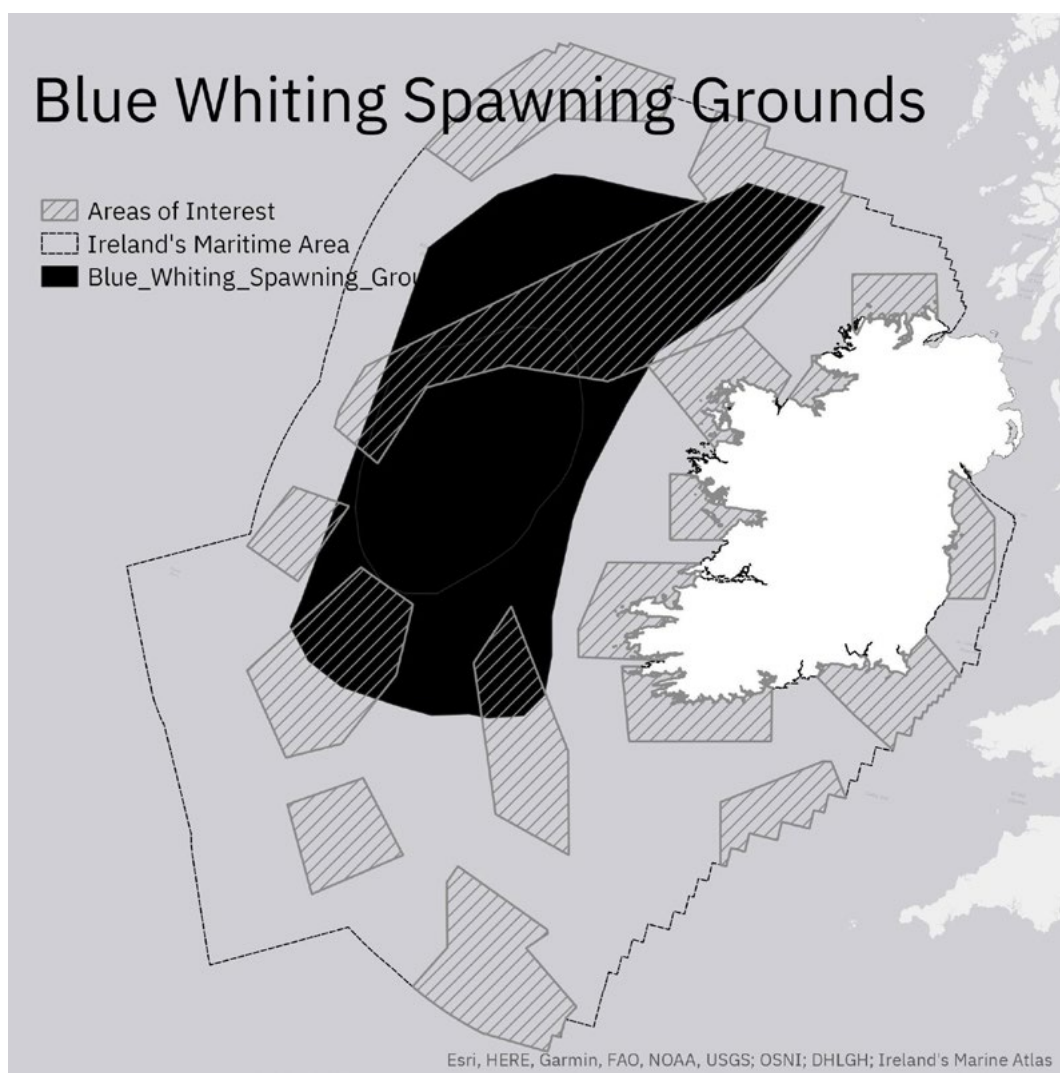 Blue Whiting Spawning Grounds
Areas of Interest
Ireland's Maritime Area
Blue_Whiting_Spawning_Grou
Esri, HERE, Garmin, FAO, NOAA, USGS; OSNI; DHLGH; Ireland's Marine Atlas